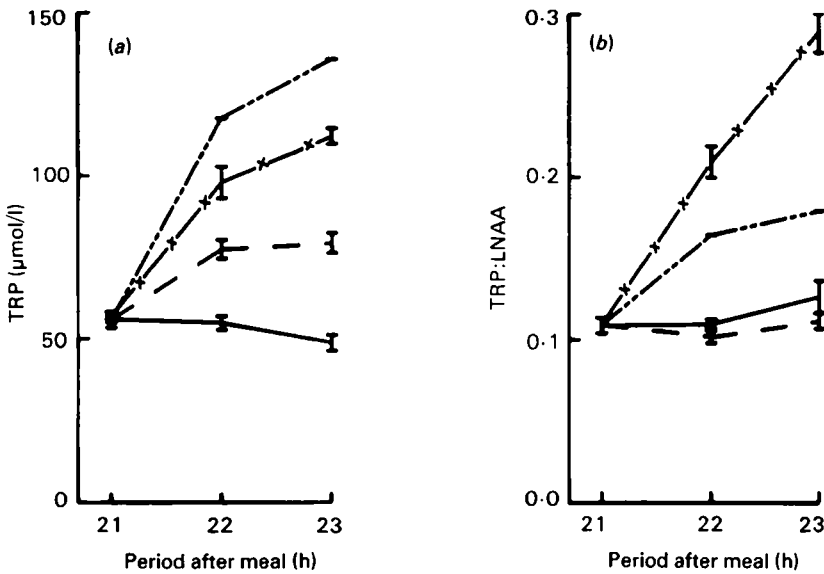 (a)
150
100
50
0
TRP (µmol/l)
21 22 23
Period after meal (h)
(b)
0·3
0·2
0·1
0·0
TRP:LNAA
21 22 23
Period after meal (h)